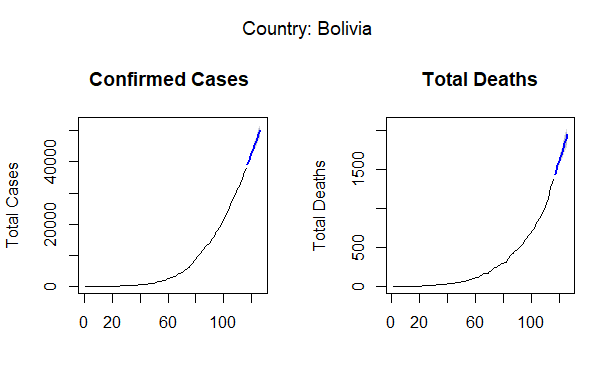 Country: Bolivia
Confirmed Cases
Total Deaths
Total Cases
0 20000 40000
0 20 60 100
Total Deaths
0 500 1500
0 20 60 100